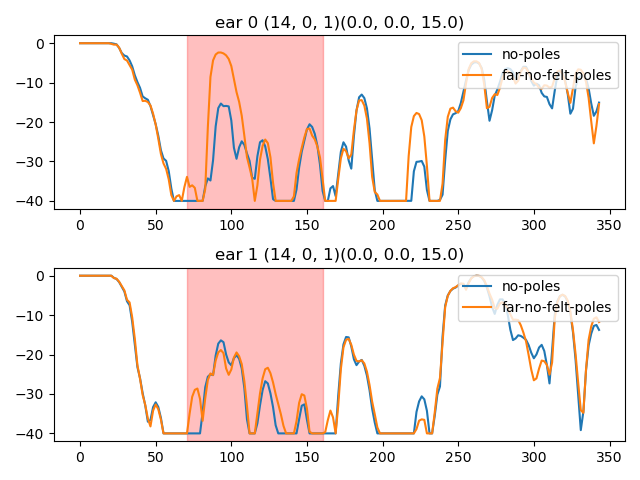 ear 0 (14, 0, 1)(0.0, 0.0, 15.0)
0
−10
−20
−30
−40
no-poles
far-no-felt-poles
0 50 100 150 200 250 300 350
ear 1 (14, 0, 1)(0.0, 0.0, 15.0)
0
−10
−20
−30
−40
no-poles
far-no-felt-poles
0 50 100 150 200 250 300 350